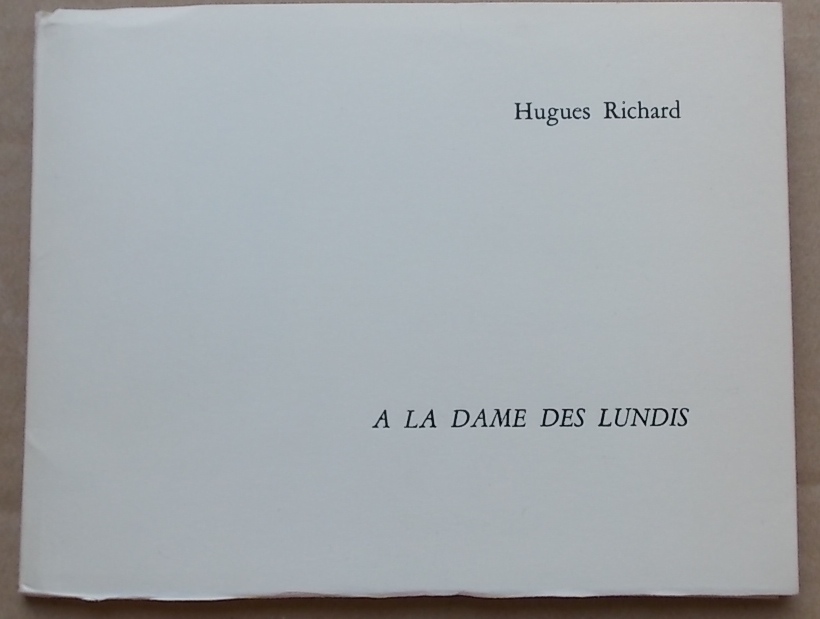 Hugues Richard
A LA DAME DES LUNDIS